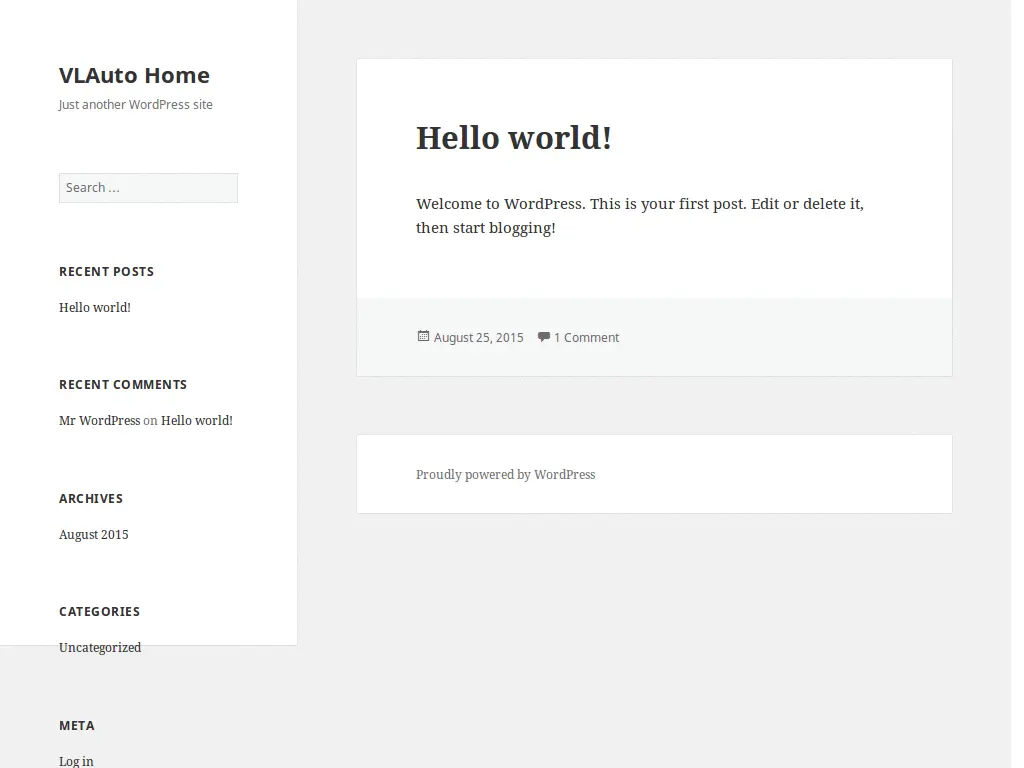 VLAuto Home
Just another WordPress site
Search ...
RECENT POSTS
Hello world!
RECENT COMMENTS
Mr WordPress on Hello world!
ARCHIVES
August 2015
CATEGORIES
Uncategorized
META
Log in
Hello world!
Welcome to WordPress. This is your first post. Edit or delete it,
then start blogging!
August 25, 2015 1 Comment
Proudly powered by WordPress